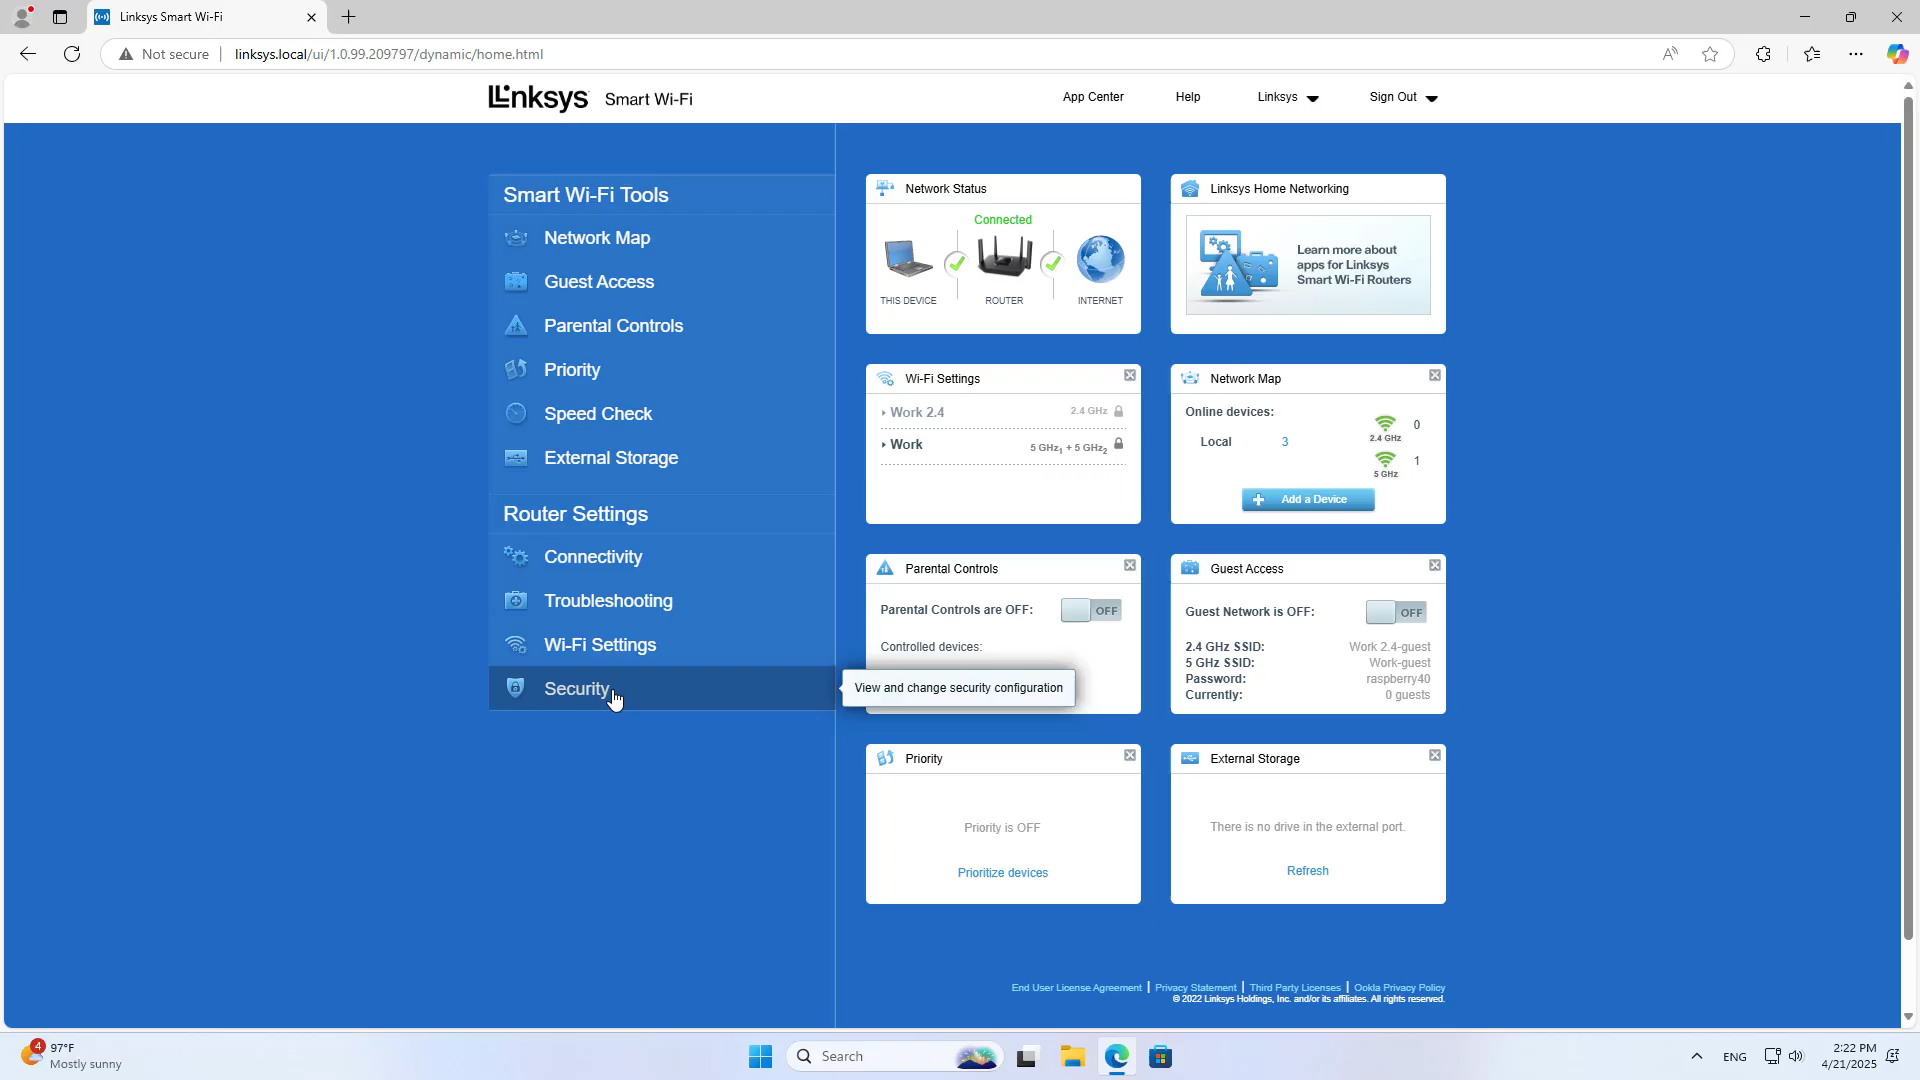 Linksys Smart Wi-Fi
Not secure
linksys.local/ui/1.0.99.209797/dynamic/home.html
Linksys Smart Wi-Fi
App Center
Help
Linksys
Sign Out
Smart Wi-Fi Tools
Network Map
Guest Access
Parental Controls
Priority
Speed Check
External Storage
Router Settings
Connectivity
Troubleshooting
Wi-Fi Settings
Security
View and change security configuration
Network Status
Connected
THIS DEVICE
ROUTER
INTERNET
Linksys Home Networking
Learn more about
apps for Linksys
Smart Wi-Fi Routers
Wi-Fi Settings
Work 2.4 2.4 GHz
Work 5 GHz1 + 5 GHz2
Network Map
Online devices:
Local 3
2.4 GHz 0
5 GHz 1
Add a Device
Parental Controls
Parental Controls are OFF: OFF
Controlled devices:
Guest Access
Guest Network is OFF: OFF
2.4 GHz SSID: Work 2.4-guest
5 GHz SSID: Work-guest
Password: raspberry40
Currently: 0 guests
Priority
Priority is OFF
Prioritize devices
External Storage
There is no drive in the external port.
Refresh
End User License Agreement | Privacy Statement | Third Party Licenses | Ookla Privacy Policy
© 2022 Linksys Holdings, Inc. and/or its affiliates. All rights reserved.
4
97°F
Mostly sunny
Search
ENG
2:22 PM
4/21/2025